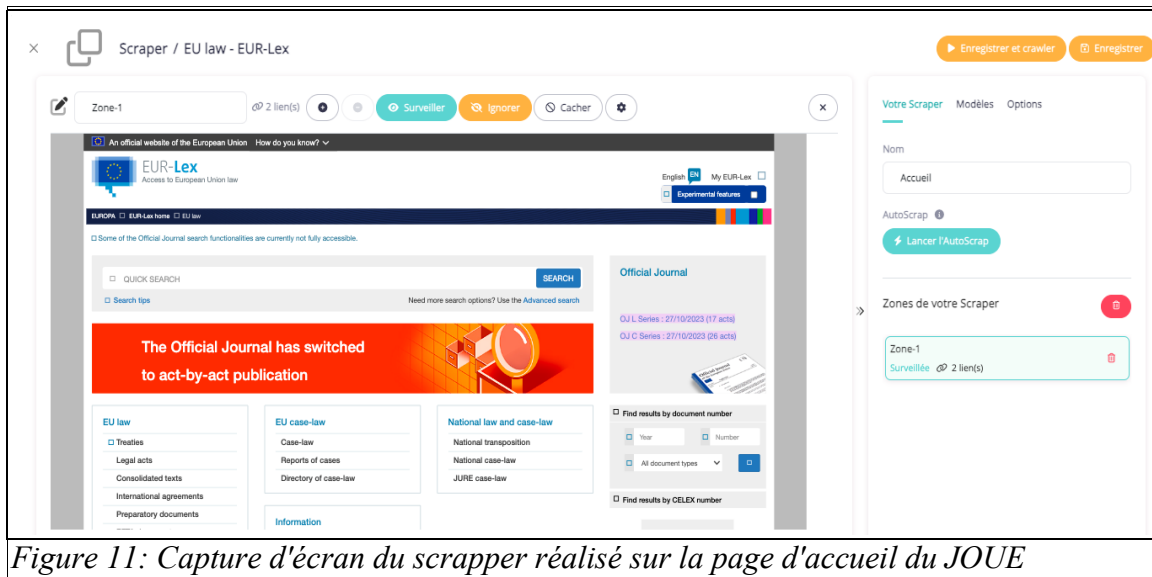 Scraper / EU law - EUR-Lex
Enregistrer et crawler
Enregistrer
Zone-1
2 lien(s)
Surveiller
Ignorer
Cacher
An official website of the European Union How do you know?
EUR-Lex
Access to European Union law
English EN My EUR-Lex
Experimental features
EUROPA EUR-Lex home EU law
Some of the Official Journal search functionalities are currently not fully accessible.
QUICK SEARCH
SEARCH
Search tips
Need more search options? Use the Advanced search
Official Journal
OJ L Series : 27/10/2023 (17 acts)
OJ C Series : 27/10/2023 (26 acts)
The Official Journal has switched
to act-by-act publication
EU law
Treaties
Legal acts
Consolidated texts
International agreements
Preparatory documents
EU case-law
Case-law
Reports of cases
Directory of case-law
Information
National law and case-law
National transposition
National case-law
JURE case-law
Find results by document number
Year
Number
All document types
Find results by CELEX number
Votre Scraper Modèles Options
Nom
Accueil
AutoScrap
Lancer l'AutoScrap
Zones de votre Scraper
Zone-1
Surveillée 2 lien(s)
Figure 11: Capture d'écran du scrapper réalisé sur la page d'accueil du JOUE